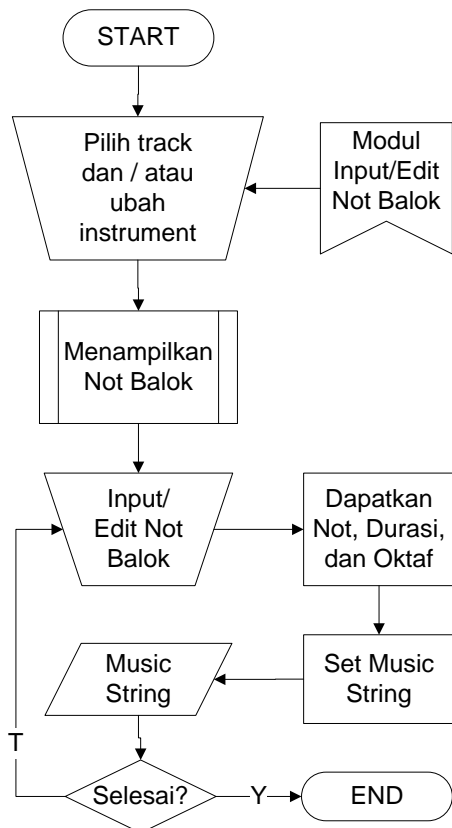 START
Pilih track
dan / atau
ubah
instrument
Modul
Input/Edit
Not Balok
Menampilkan
Not Balok
Input/
Edit Not
Balok
Dapatkan
Not, Durasi,
dan Oktaf
Set Music
String
Music
String
Selesai?
T
Y
END